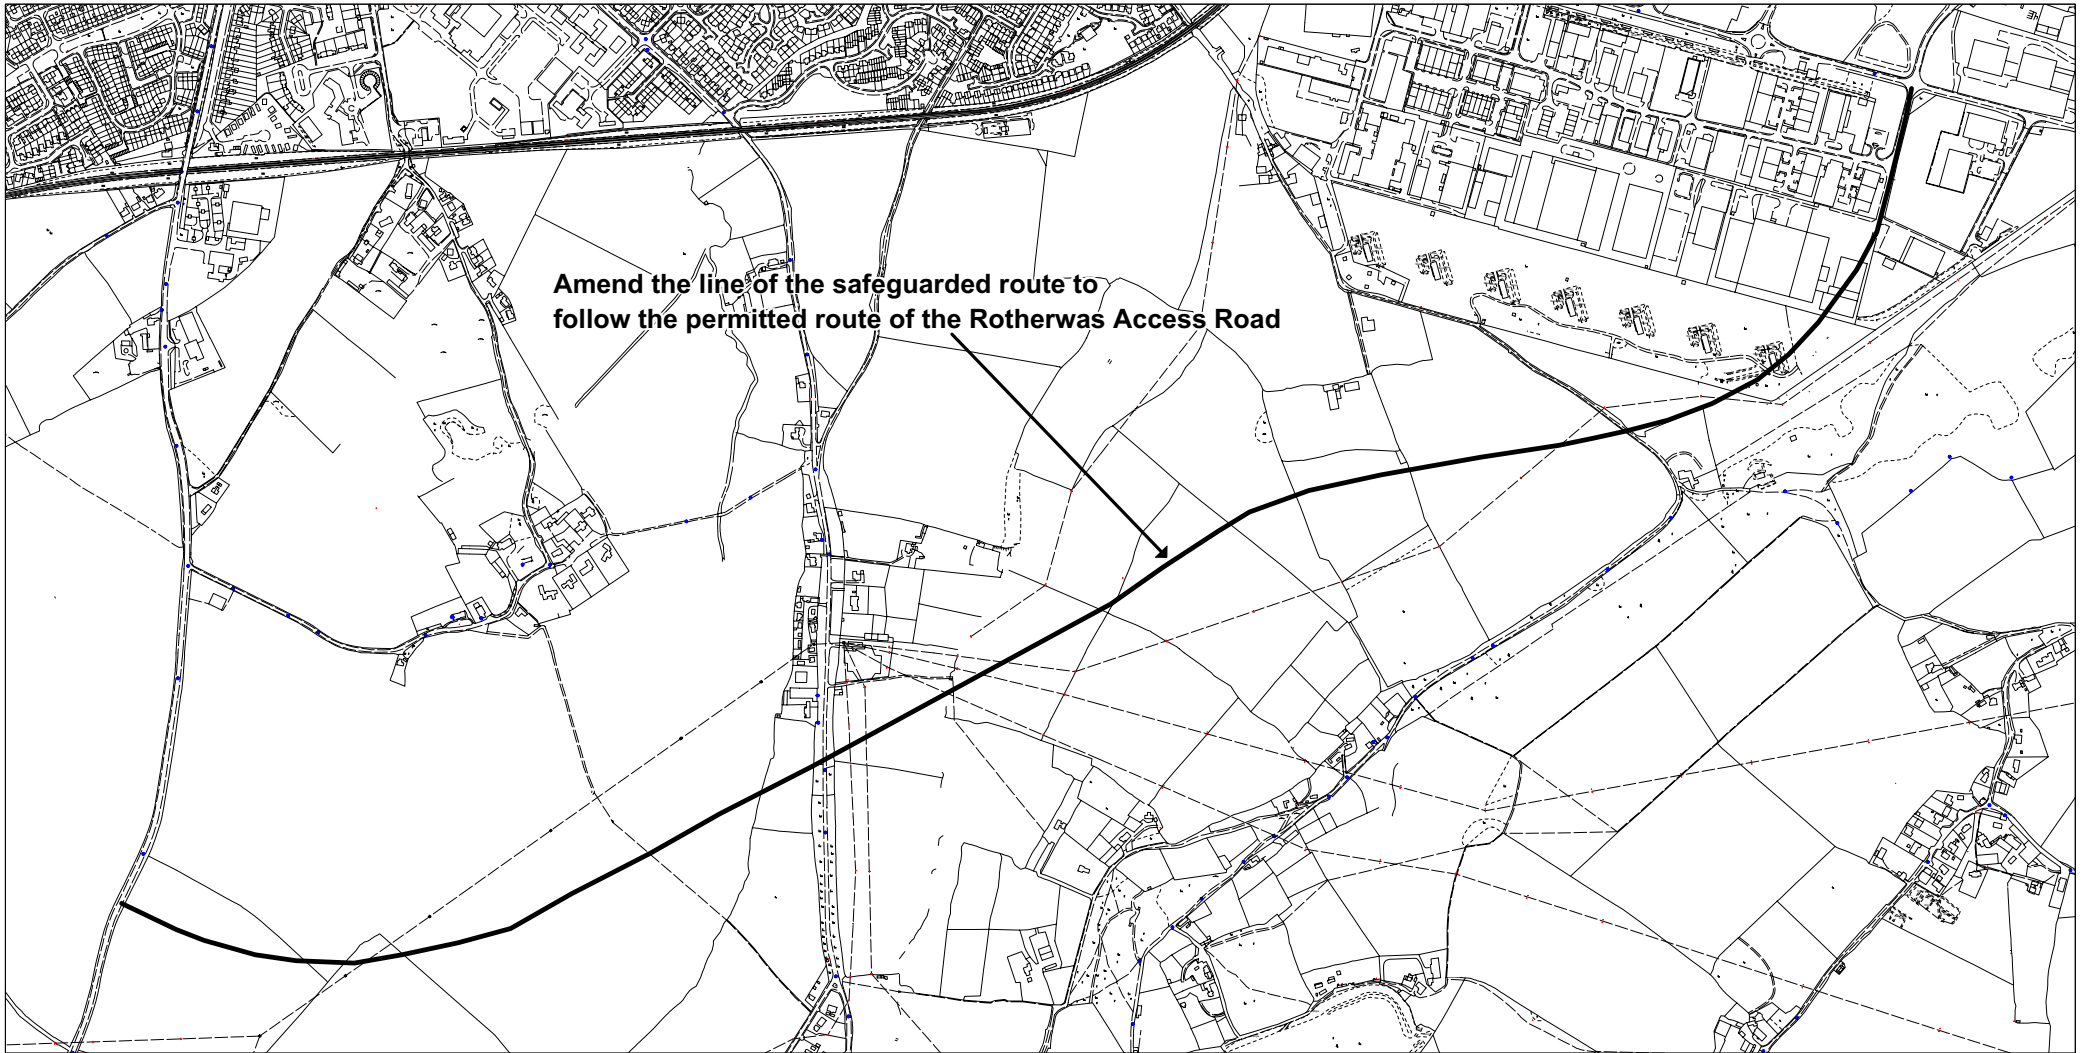 Amend the line of the safeguarded route to
follow the permitted route of the Rotherwas Access Road